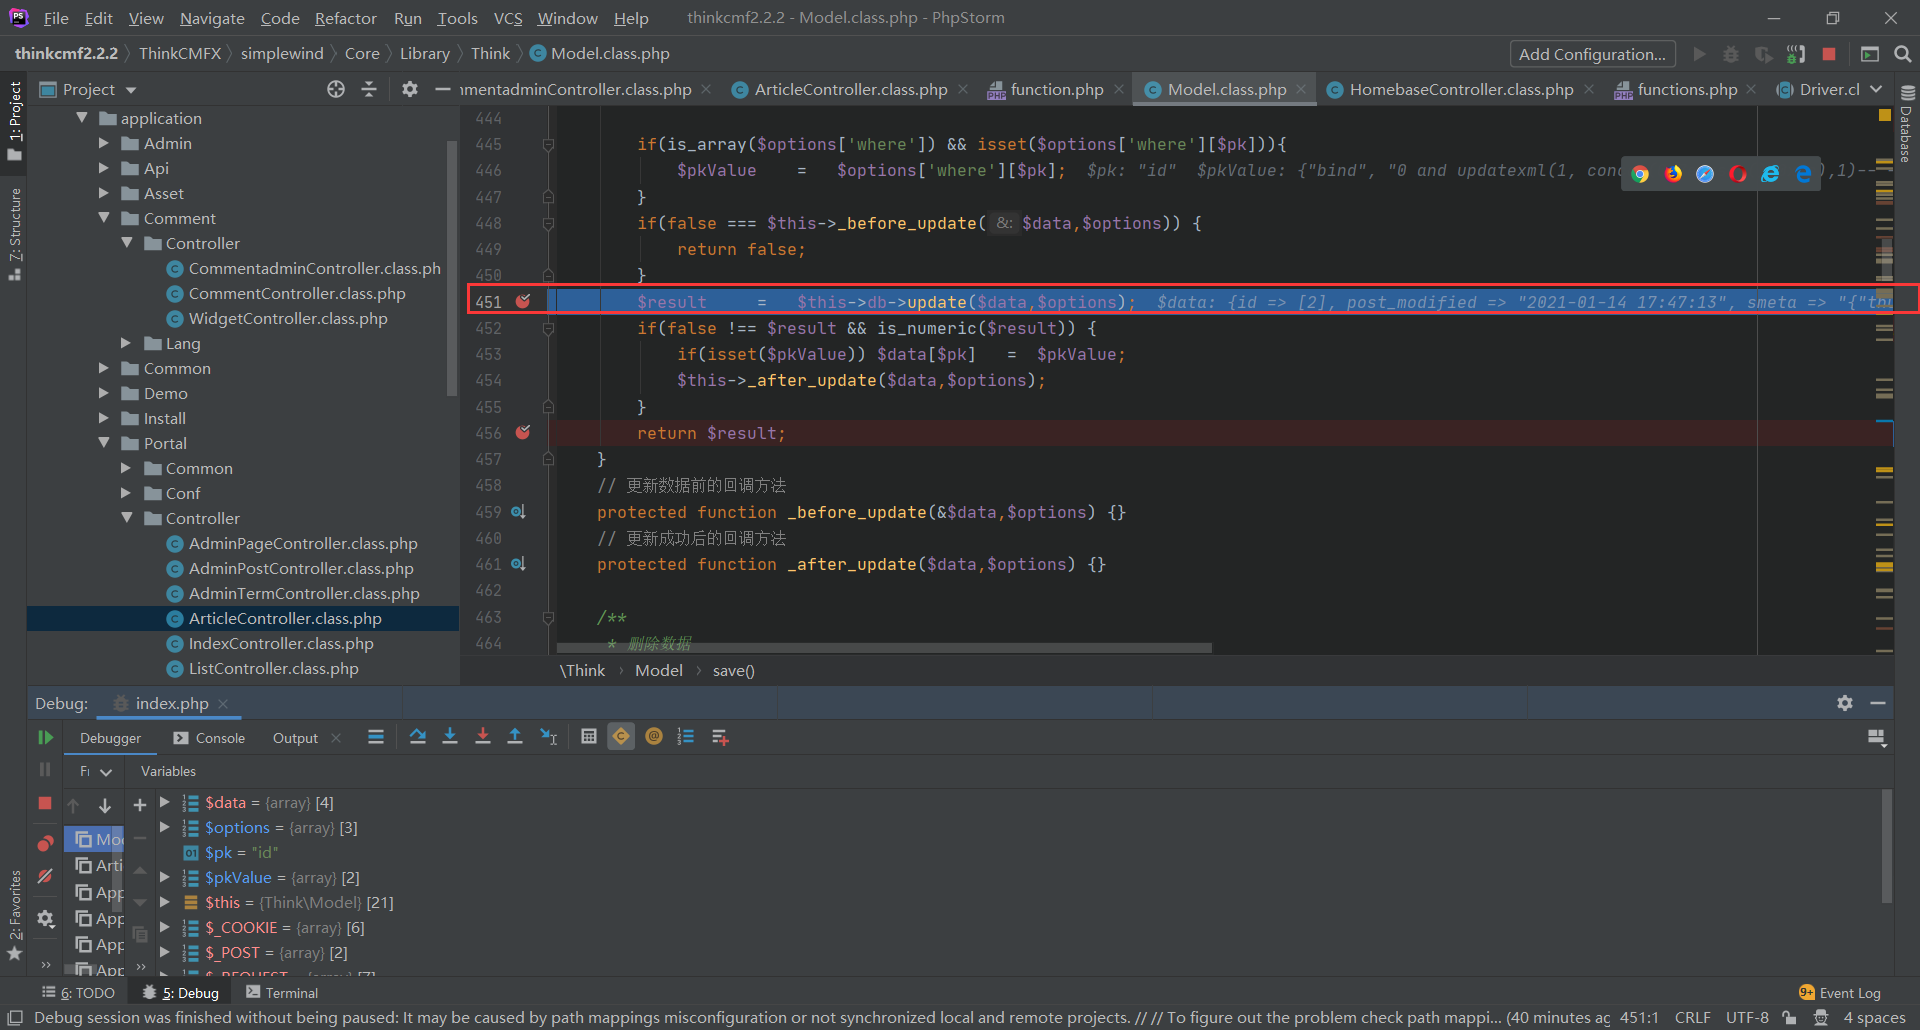 File Edit View Navigate Code Refactor Run Tools VCS Window Help thinkcmf2.2.2 - Model.class.php - PhpStorm
thinkcmf2.2.2 ThinkCMFX simplewind Core Library Think Model.class.php Add Configuration...
Project mmentadminController.class.php ArticleController.class.php function.php Model.class.php HomebaseController.class.php functions.php Driver.cl
1: Project
7: Structure
2: Favorites
Database
application
Admin
Api
Asset
Comment
Controller
CommentadminController.class.ph
CommentController.class.php
WidgetController.class.php
Lang
Common
Demo
Install
Portal
Common
Conf
Controller
AdminPageController.class.php
AdminPostController.class.php
AdminTermController.class.php
ArticleController.class.php
IndexController.class.php
ListController.class.php
444
445 if(is_array($options['where']) && isset($options['where'][$pk])){
446 $pkValue = $options['where'][$pk]; $pk: "id" $pkValue: {"bind", "0 and updatexml(1, conc ),1)--
447 }
448 if(false === $this->_before_update( &: $data,$options)) {
449 return false;
450 }
451 $result = $this->db->update($data,$options); $data: {id => [2], post_modified => "2021-01-14 17:47:13", smeta => "{"thu
452 if(false !== $result && is_numeric($result)) {
453 if(isset($pkValue)) $data[$pk] = $pkValue;
454 $this->_after_update($data,$options);
455 }
456 return $result;
457 }
458 // 更新数据前的回调方法
459 protected function _before_update(&$data,$options) {}
460 // 更新成功后的回调方法
461 protected function _after_update($data,$options) {}
462
463 /**
464 * 删除数据
\Think › Model › save()
Debug: index.php
Debugger Console Output
Fr Variables
$data = {array} [4]
$options = {array} [3]
$pk = "id"
$pkValue = {array} [2]
$this = {Think\Model} [21]
$_COOKIE = {array} [6]
$_POST = {array} [2]
$_REQUEST = {array} [7]
Mod
Arti
App
App
App
App
6: TODO 5: Debug Terminal 9+ Event Log
Debug session was finished without being paused: It may be caused by path mappings misconfiguration or not synchronized local and remote projects. // // To figure out the problem check path mappi... (40 minutes ag 451:1 CRLF UTF-8 4 spaces